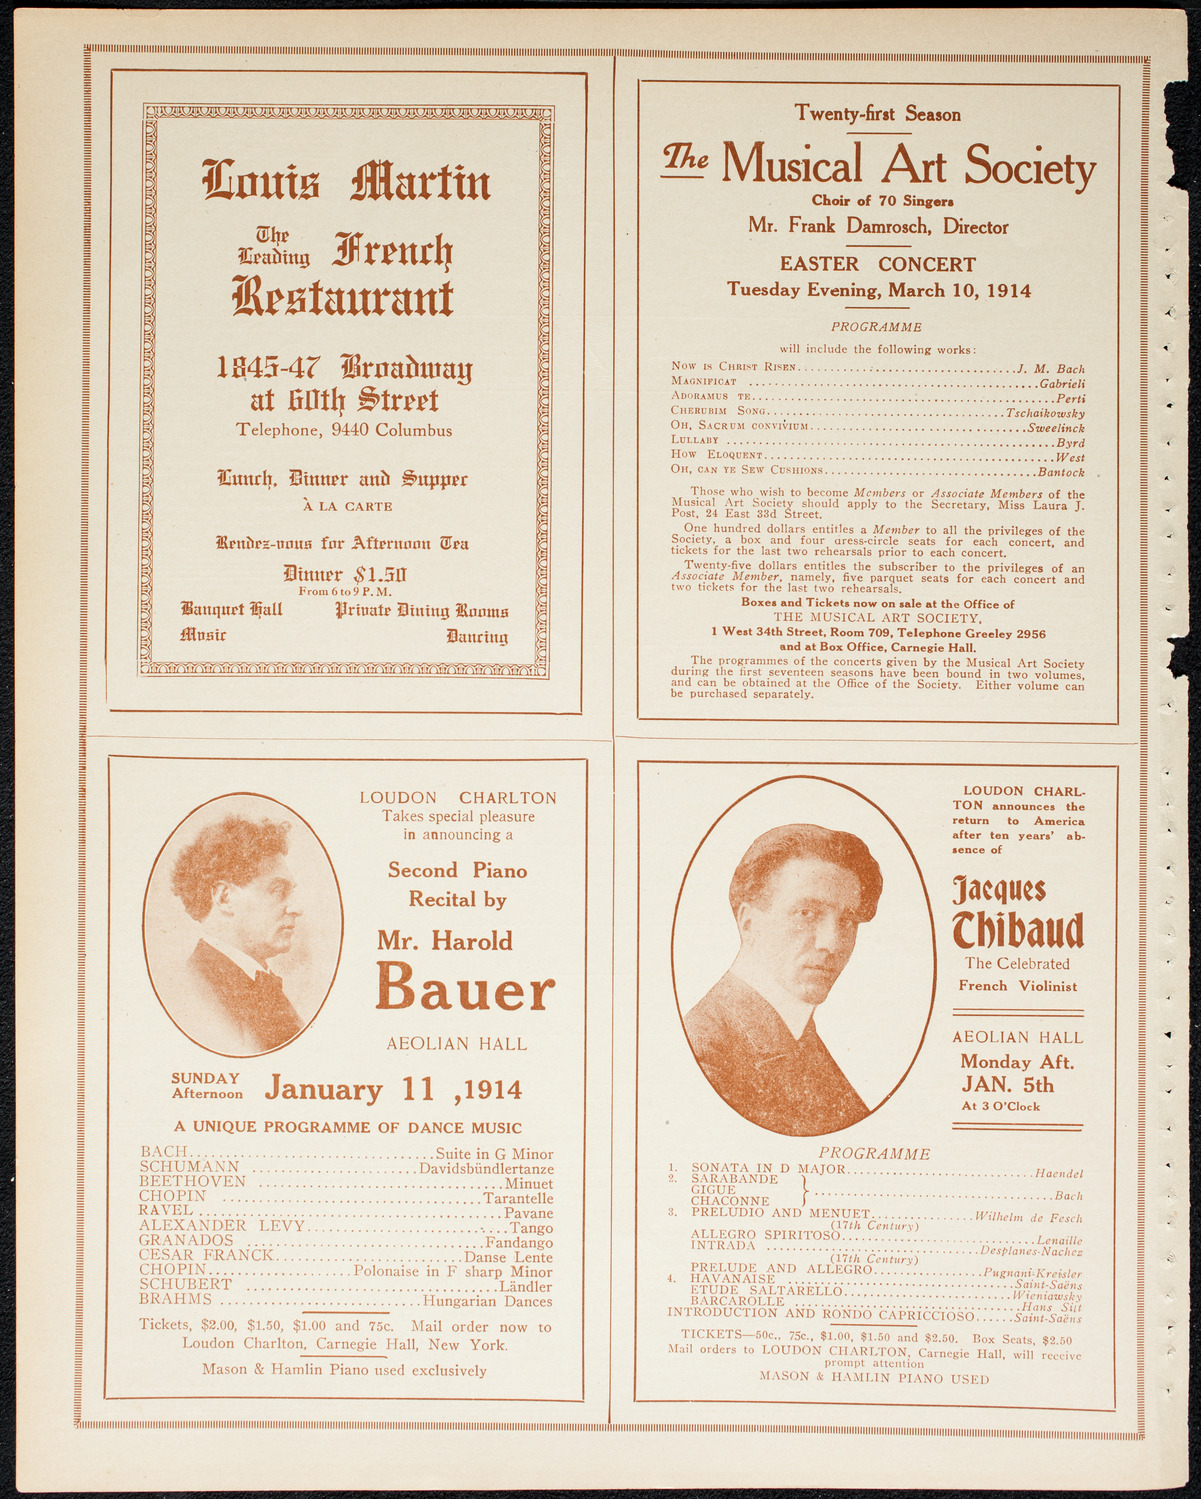 Louis Martin
The Leading French
Restaurant
1845-47 Broadway
at 60th Street
Telephone, 9440 Columbus
Lunch, Dinner and Supper
À LA CARTE
Rendez-vous for Afternoon Tea
Dinner $1.50
From 6 to 9 P. M.
Banquet Hall Private Dining Rooms
Music Dancing
Twenty-first Season
The Musical Art Society
Choir of 70 Singers
Mr. Frank Damrosch, Director
EASTER CONCERT
Tuesday Evening, March 10, 1914
PROGRAMME
will include the following works:
NOW IS CHRIST RISEN................................J. M. Bach
MAGNIFICAT ..........................................Gabrieli
ADORAMUS TE.............................................Perti
CHERUBIM SONG..................................Tschaikowsky
OH, SACRUM CONVIVIUM................................Sweelinck
LULLABY .................................................Byrd
HOW ELOQUENT............................................West
OH, CAN YE SEW CUSHIONS................................Bantock
Those who wish to become Members or Associate Members of the
Musical Art Society should apply to the Secretary, Miss Laura J.
Post, 24 East 33d Street.
One hundred dollars entitles a Member to all the privileges of the
Society, a box and four dress-circle seats for each concert, and
tickets for the last two rehearsals prior to each concert.
Twenty-five dollars entitles the subscriber to the privileges of an
Associate Member, namely, five parquet seats for each concert and
two tickets for the last two rehearsals.
Boxes and Tickets now on sale at the Office of
THE MUSICAL ART SOCIETY,
1 West 34th Street, Room 709, Telephone Greeley 2956
and at Box Office, Carnegie Hall.
The programmes of the concerts given by the Musical Art Society
during the first seventeen seasons have been bound in two volumes,
and can be obtained at the Office of the Society. Either volume can
be purchased separately.
LOUDON CHARLTON
Takes special pleasure
in announcing a
Second Piano
Recital by
Mr. Harold
Bauer
AEOLIAN HALL
SUNDAY
Afternoon January 11 ,1914
A UNIQUE PROGRAMME OF DANCE MUSIC
BACH................................Suite in G Minor
SCHUMANN ......................Davidsbündlertanze
BEETHOVEN ................................Minuet
CHOPIN ..................................Tarantelle
RAVEL ........................................Pavane
ALEXANDER LEVY..........................Tango
GRANADOS ...............................Fandango
CESAR FRANCK.........................Danse Lente
CHOPIN...................Polonaise in F sharp Minor
SCHUBERT ..................................Ländler
BRAHMS ..........................Hungarian Dances
Tickets, $2.00, $1.50, $1.00 and 75c. Mail order now to
Loudon Charlton, Carnegie Hall, New York.
Mason & Hamlin Piano used exclusively
LOUDON CHARL-
TON announces the
return to America
after ten years' ab-
sence of
Jacques
Thibaud
The Celebrated
French Violinist
AEOLIAN HALL
Monday Aft.
JAN. 5th
At 3 O'Clock
PROGRAMME
1. SONATA IN D MAJOR............................Haendel
2. SARABANDE
GIGUE
CHACONNE } ....................................Bach
3. PRELUDIO AND MENUET...............Wilhelm de Fesch
(17th Century)
ALLEGRO SPIRITOSO.............................Lenaille
INTRADA ..............................Desplanes-Nachez
(17th Century)
PRELUDE AND ALLEGRO................Pugnani-Kreisler
4. HAVANAISE ...............................Saint-Saëns
ETUDE SALTARELLO.........................Wieniawsky
BARCAROLLE ...............................Hans Sitt
INTRODUCTION AND RONDO CAPRICCIOSO......Saint-Saëns
TICKETS—50c., 75c., $1.00, $1.50 and $2.50. Box Seats, $2.50
Mail orders to LOUDON CHARLTON, Carnegie Hall, will receive
prompt attention
MASON & HAMLIN PIANO USED